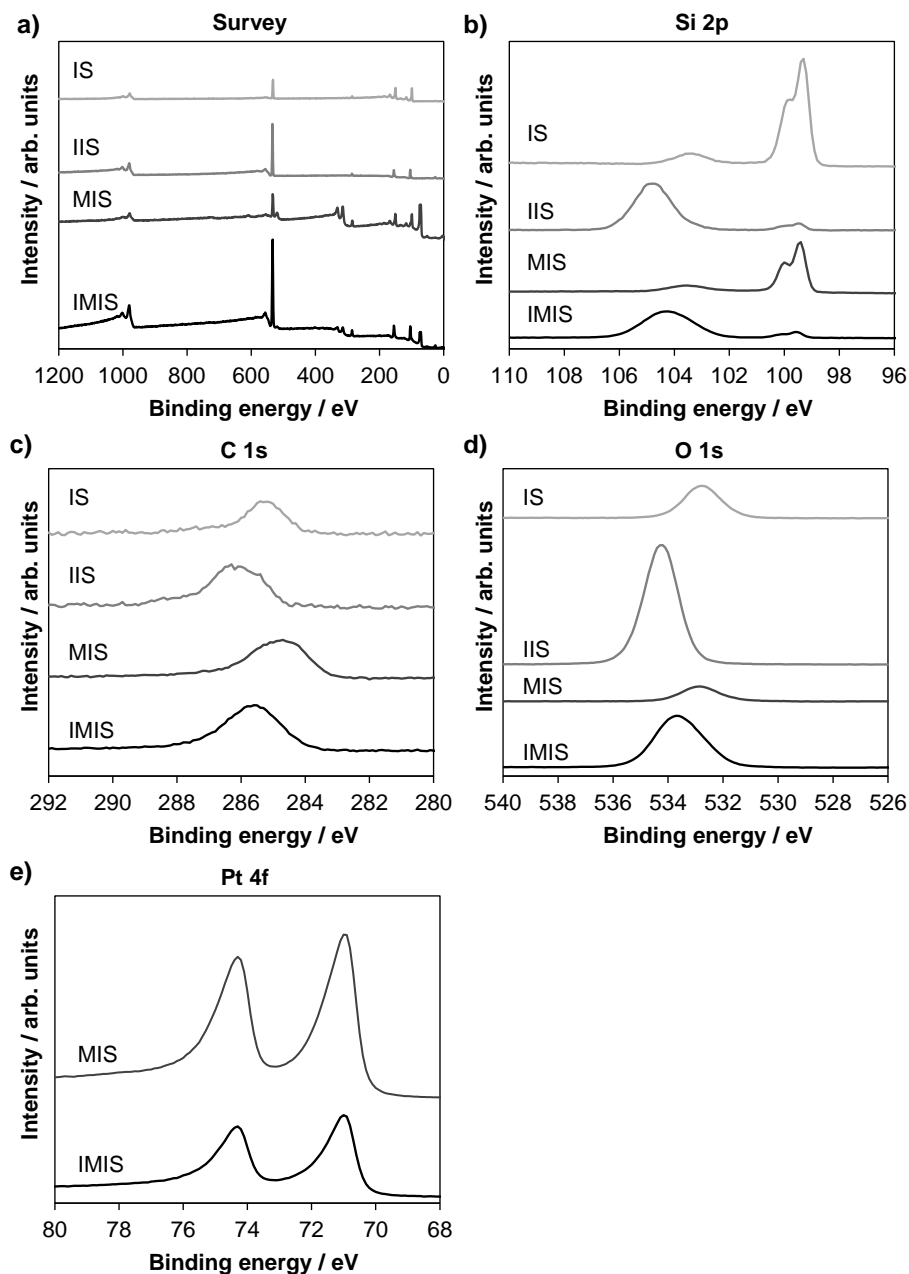 a)
Survey
Intensity / arb. units
IS
IIS
MIS
IMIS
1200 1000 800 600 400 200 0
Binding energy / eV
b)
Si 2p
Intensity / arb. units
IS
IIS
MIS
IMIS
110 108 106 104 102 100 98 96
Binding energy / eV
c)
C 1s
Intensity / arb. units
IS
IIS
MIS
IMIS
292 290 288 286 284 282 280
Binding energy / eV
d)
O 1s
Intensity / arb. units
IS
IIS
MIS
IMIS
540 538 536 534 532 530 528 526
Binding energy / eV
e)
Pt 4f
Intensity / arb. units
MIS
IMIS
80 78 76 74 72 70 68
Binding energy / eV